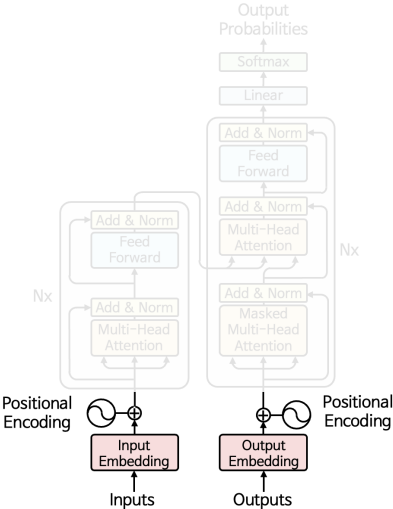 Output
Probabilities
Softmax
Linear
Add & Norm
Feed
Forward
Add & Norm
Multi-Head
Attention
Nx
Add & Norm
Masked
Multi-Head
Attention
Add & Norm
Feed
Forward
Nx
Add & Norm
Multi-Head
Attention
Positional
Encoding
Positional
Encoding
Input
Embedding
Output
Embedding
Inputs
Outputs